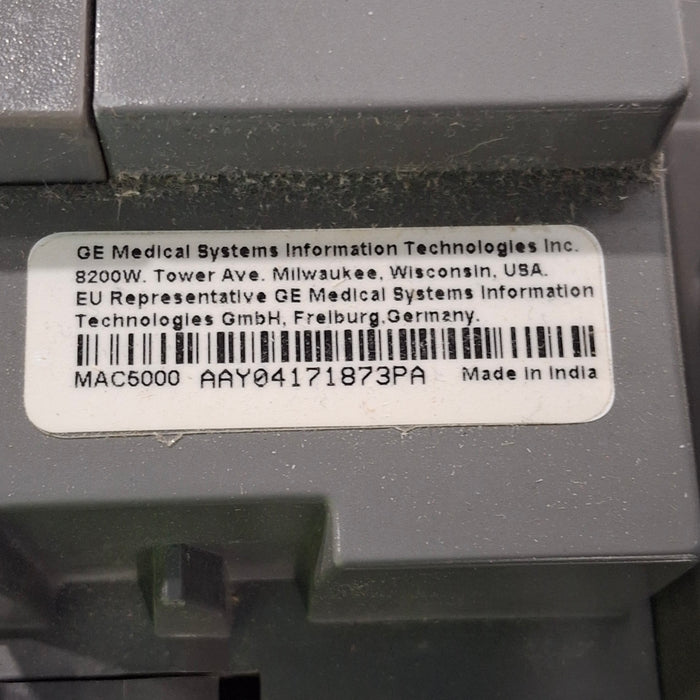 GE Medical Systems Information Technologies Inc.
8200W. Tower Ave. Milwaukee, Wisconsin, USA.
EU Representative GE Medical Systems Information
Technologies GmbH, Freiburg,Germany.
MAC5000 AAY04171873PA Made in India